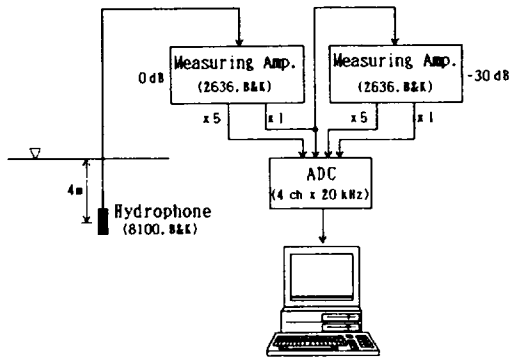 Measuring Amp.
(2636. B&K)
0 dB
x 5
x 1
Measuring Amp.
(2636. B&K)
-30 dB
x 5
x 1
ADC
(4 ch x 20 kHz)
4m
Hydrophone
(8100. B&K)